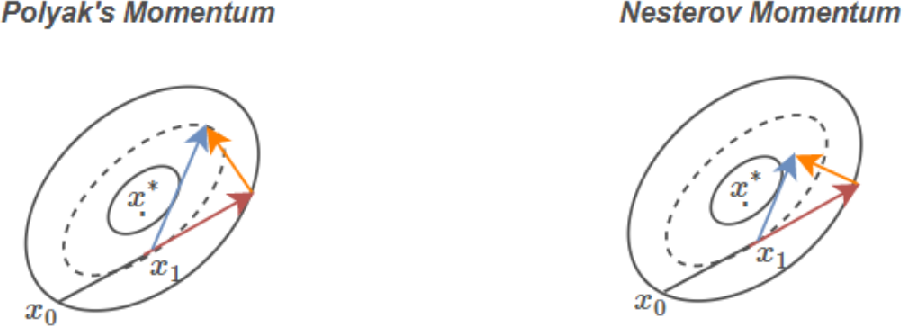 Polyak's Momentum
Nesterov Momentum
x*
x₁
x₀
x*
x₁
x₀